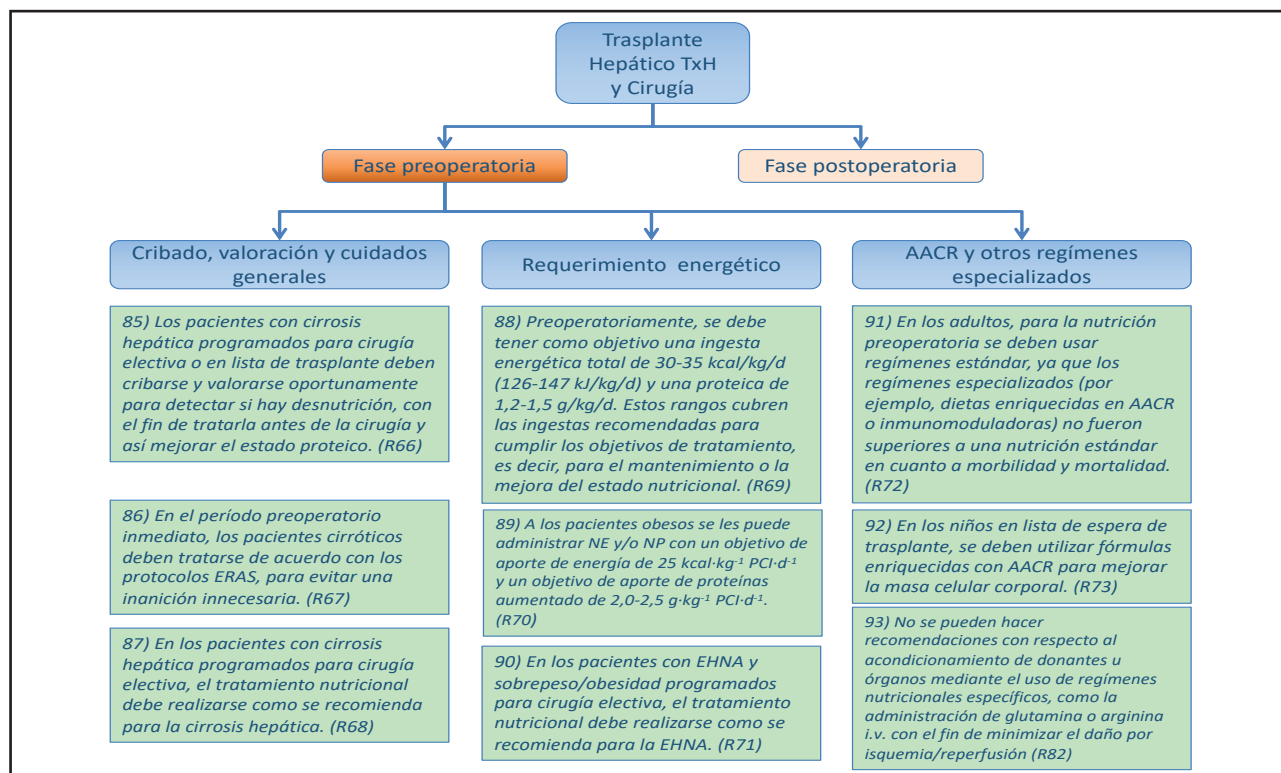 Trasplante
Hepático TxH
y Cirugía
Fase preoperatoria
Fase postoperatoria
Cribado, valoración y cuidados
generales
85) Los pacientes con cirrosis
hepática programados para cirugía
electiva o en lista de trasplante deben
cribarse y valorarse oportunamente
para detectar si hay desnutrición, con
el fin de tratarla antes de la cirugía y
así mejorar el estado proteico. (R66)
86) En el período preoperatorio
inmediato, los pacientes cirróticos
deben tratarse de acuerdo con los
protocolos ERAS, para evitar una
inanición innecesaria. (R67)
87) En los pacientes con cirrosis
hepática programados para cirugía
electiva, el tratamiento nutricional
debe realizarse como se recomienda
para la cirrosis hepática. (R68)
Requerimiento energético
88) Preoperatoriamente, se debe
tener como objetivo una ingesta
energética total de 30-35 kcal/kg/d
(126-147 kJ/kg/d) y una proteica de
1,2-1,5 g/kg/d. Estos rangos cubren
las ingestas recomendadas para
cumplir los objetivos de tratamiento,
es decir, para el mantenimiento o la
mejora del estado nutricional. (R69)
89) A los pacientes obesos se les puede
administrar NE y/o NP con un objetivo de
aporte de energía de 25 kcal·kg⁻¹ PCI·d⁻¹
y un objetivo de aporte de proteínas
aumentado de 2,0-2,5 g·kg⁻¹ PCI·d⁻¹.
(R70)
90) En los pacientes con EHNA y
sobrepeso/obesidad programados
para cirugía electiva, el tratamiento
nutricional debe realizarse como se
recomienda para la EHNA. (R71)
AACR y otros regímenes
especializados
91) En los adultos, para la nutrición
preoperatoria se deben usar
regímenes estándar, ya que los
regímenes especializados (por
ejemplo, dietas enriquecidas en AACR
o inmunomoduladoras) no fueron
superiores a una nutrición estándar
en cuanto a morbilidad y mortalidad.
(R72)
92) En los niños en lista de espera de
trasplante, se deben utilizar fórmulas
enriquecidas con AACR para mejorar
la masa celular corporal. (R73)
93) No se pueden hacer
recomendaciones con respecto al
acondicionamiento de donantes u
órganos mediante el uso de regímenes
nutricionales específicos, como la
administración de glutamina o arginina
i.v. con el fin de minimizar el daño por
isquemia/reperfusión (R82)